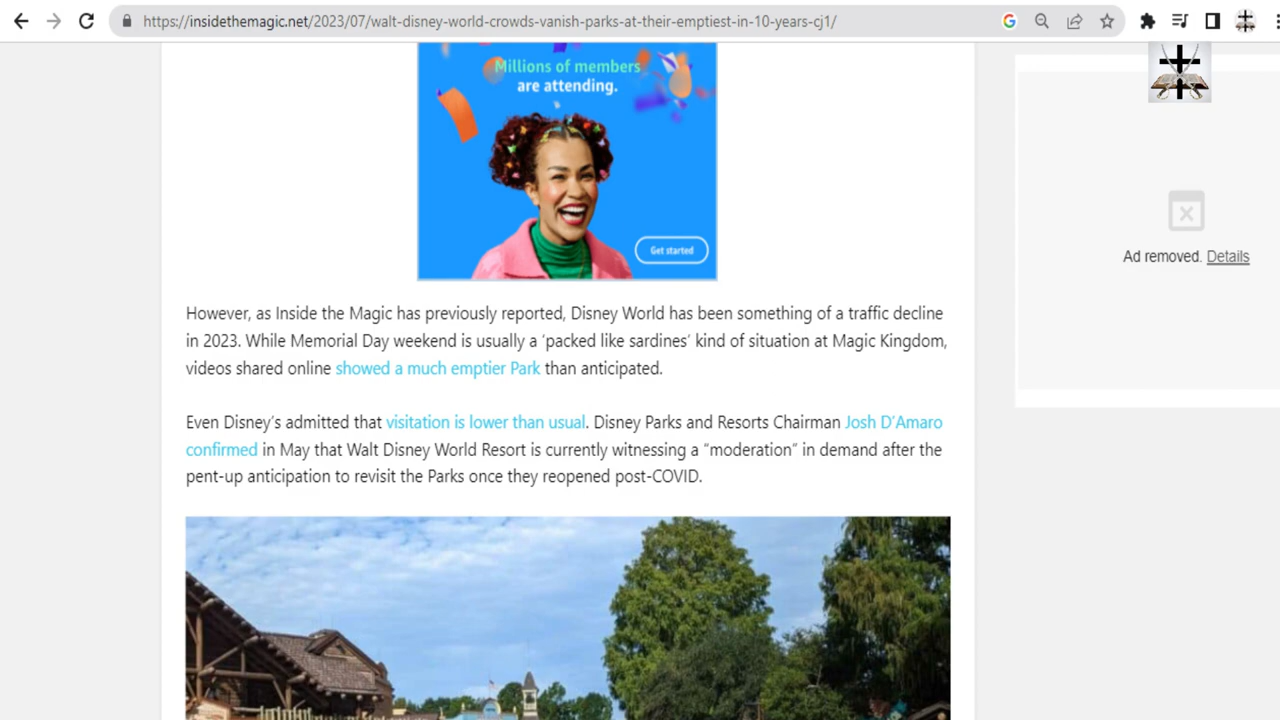 https://insidethemagic.net/2023/07/walt-disney-world-crowds-vanish-parks-at-their-emptiest-in-10-years-cj1/
Millions of members
are attending.
Get started
Ad removed. Details
However, as Inside the Magic has previously reported, Disney World has been something of a traffic decline
in 2023. While Memorial Day weekend is usually a ‘packed like sardines’ kind of situation at Magic Kingdom,
videos shared online showed a much emptier Park than anticipated.
Even Disney’s admitted that visitation is lower than usual. Disney Parks and Resorts Chairman Josh D’Amaro
confirmed in May that Walt Disney World Resort is currently witnessing a “moderation” in demand after the
pent-up anticipation to revisit the Parks once they reopened post-COVID.